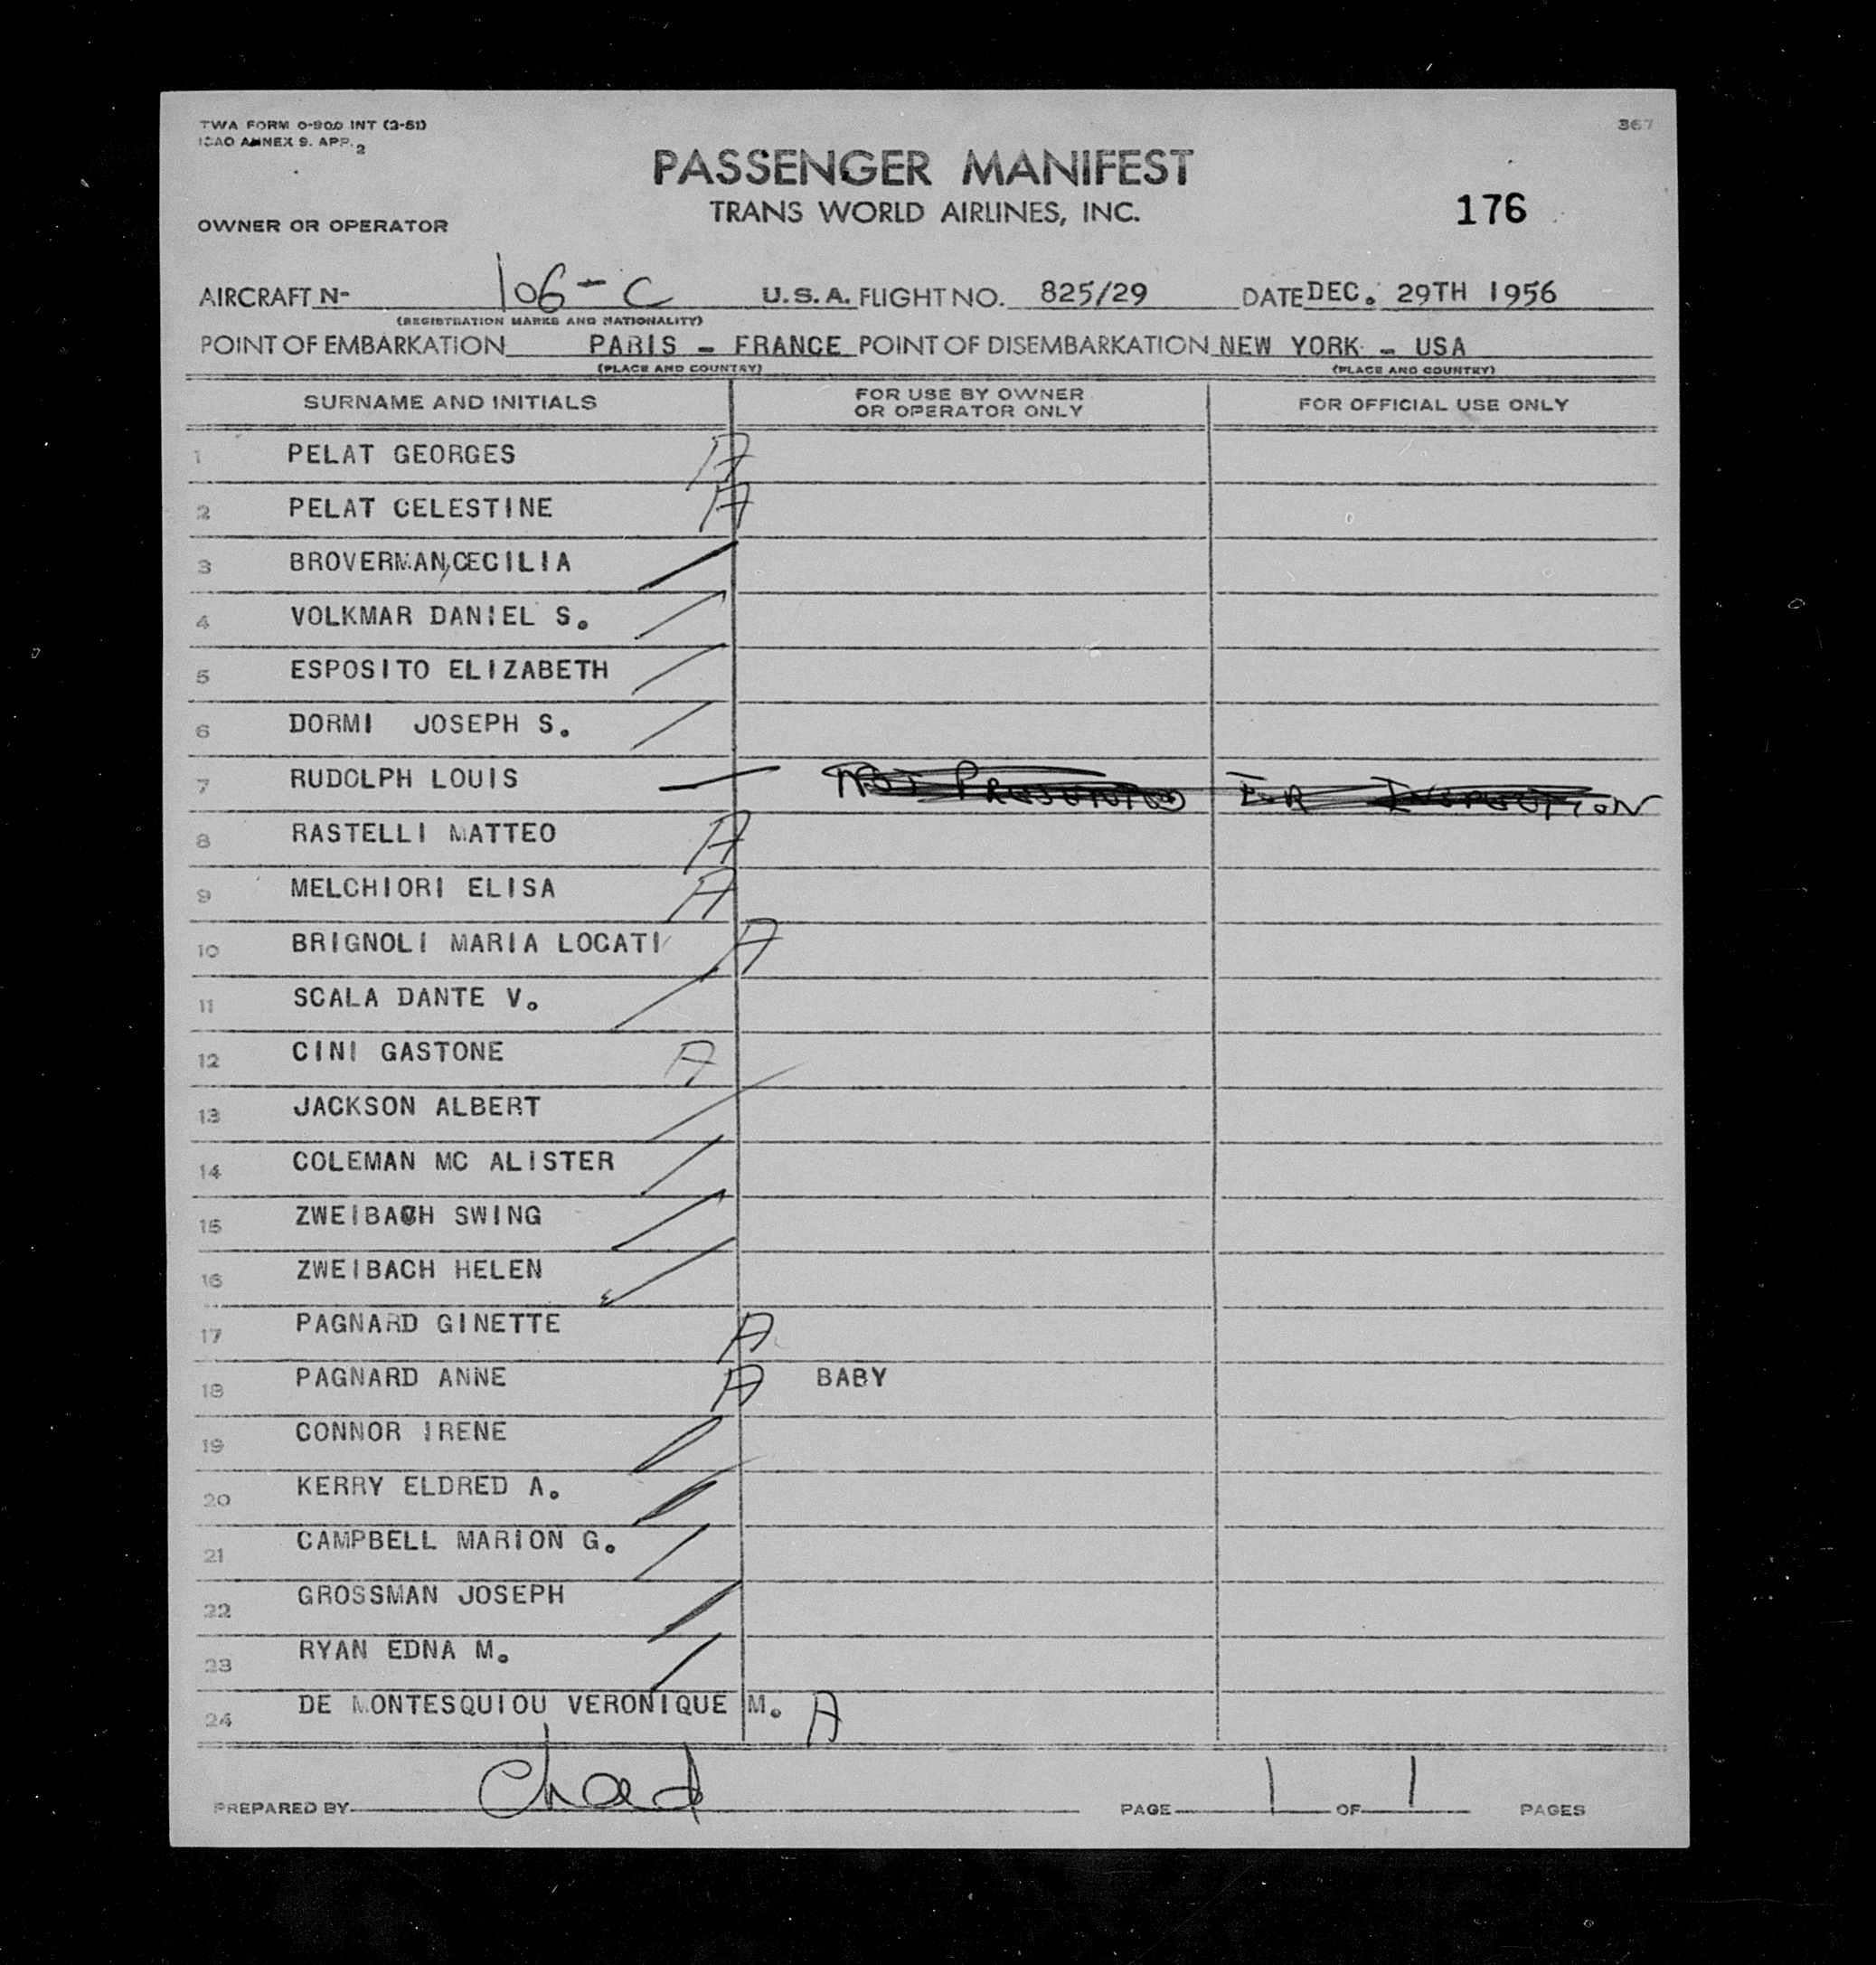 TWA FORM O-900 INT (3-51)
ICAO ANNEX 9. APP. 2
367
PASSENGER MANIFEST
TRANS WORLD AIRLINES, INC.
176
OWNER OR OPERATOR
AIRCRAFT N- 106-C U.S.A. FLIGHT NO. 825/29 DATE DEC. 29TH 1956
(REGISTRATION MARKS AND NATIONALITY)
POINT OF EMBARKATION PARIS - FRANCE POINT OF DISEMBARKATION NEW YORK - USA
(PLACE AND COUNTRY) (PLACE AND COUNTRY)
SURNAME AND INITIALS FOR USE BY OWNER OR OPERATOR ONLY FOR OFFICIAL USE ONLY
1 PELAT GEORGES A
2 PELAT CELESTINE A
3 BROVERMAN, CECILIA
4 VOLKMAR DANIEL S.
5 ESPOSITO ELIZABETH
6 DORMI JOSEPH S.
7 RUDOLPH LOUIS NOT PRESENTED FOR INSPECTION
8 RASTELLI MATTEO A
9 MELCHIORI ELISA A
10 BRIGNOLI MARIA LOCATI A
11 SCALA DANTE V.
12 CINI GASTONE A
13 JACKSON ALBERT
14 COLEMAN MC ALISTER
15 ZWEIBACH SWING
16 ZWEIBACH HELEN
17 PAGNARD GINETTE A
18 PAGNARD ANNE A BABY
19 CONNOR IRENE
20 KERRY ELDRED A.
21 CAMPBELL MARION G.
22 GROSSMAN JOSEPH
23 RYAN EDNA M.
24 DE MONTESQUIOU VERONIQUE M. A
PREPARED BY PAGE 1 OF 1 PAGES